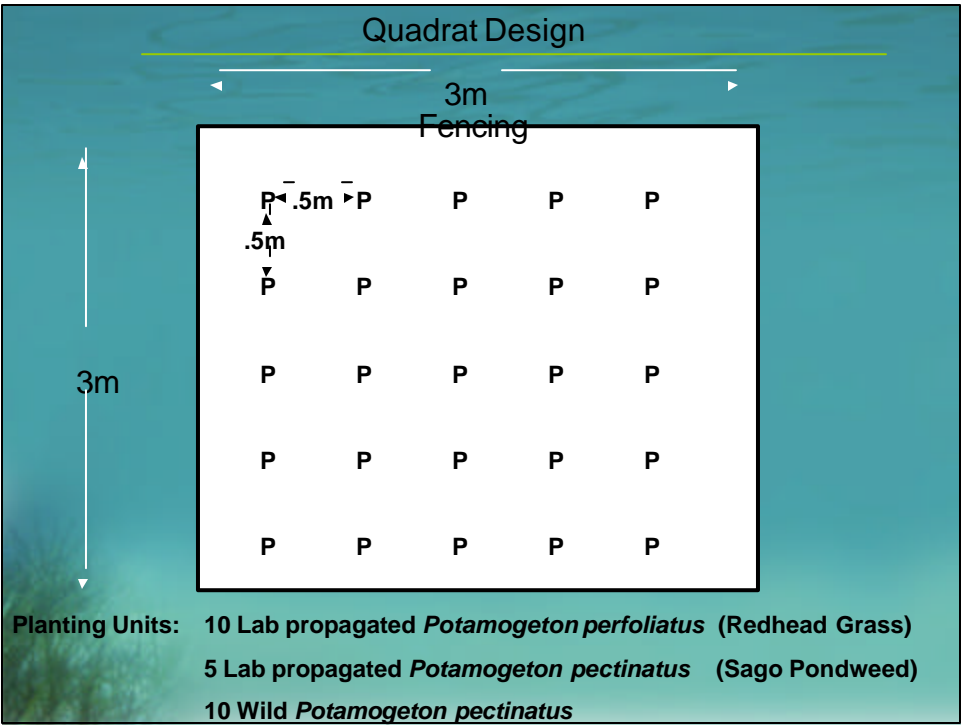 Quadrat Design
3m
Fencing
P .5m P P P P
.5m
P P P P P
3m
P P P P P
P P P P P
P P P P P
Planting Units: 10 Lab propagated Potamogeton perfoliatus (Redhead Grass)
5 Lab propagated Potamogeton pectinatus (Sago Pondweed)
10 Wild Potamogeton pectinatus